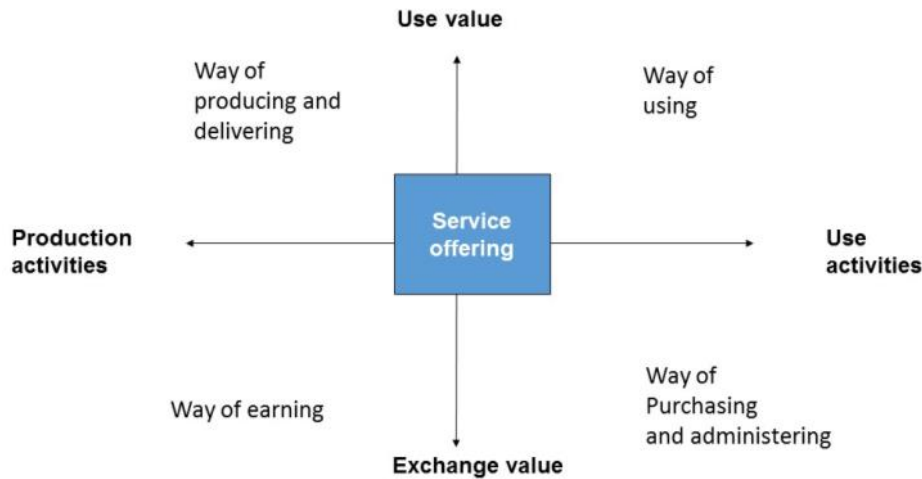 Use value
Way of
producing and
delivering
Way of
using
Service
offering
Production
activities
Use
activities
Way of earning
Way of
Purchasing
and administering
Exchange value